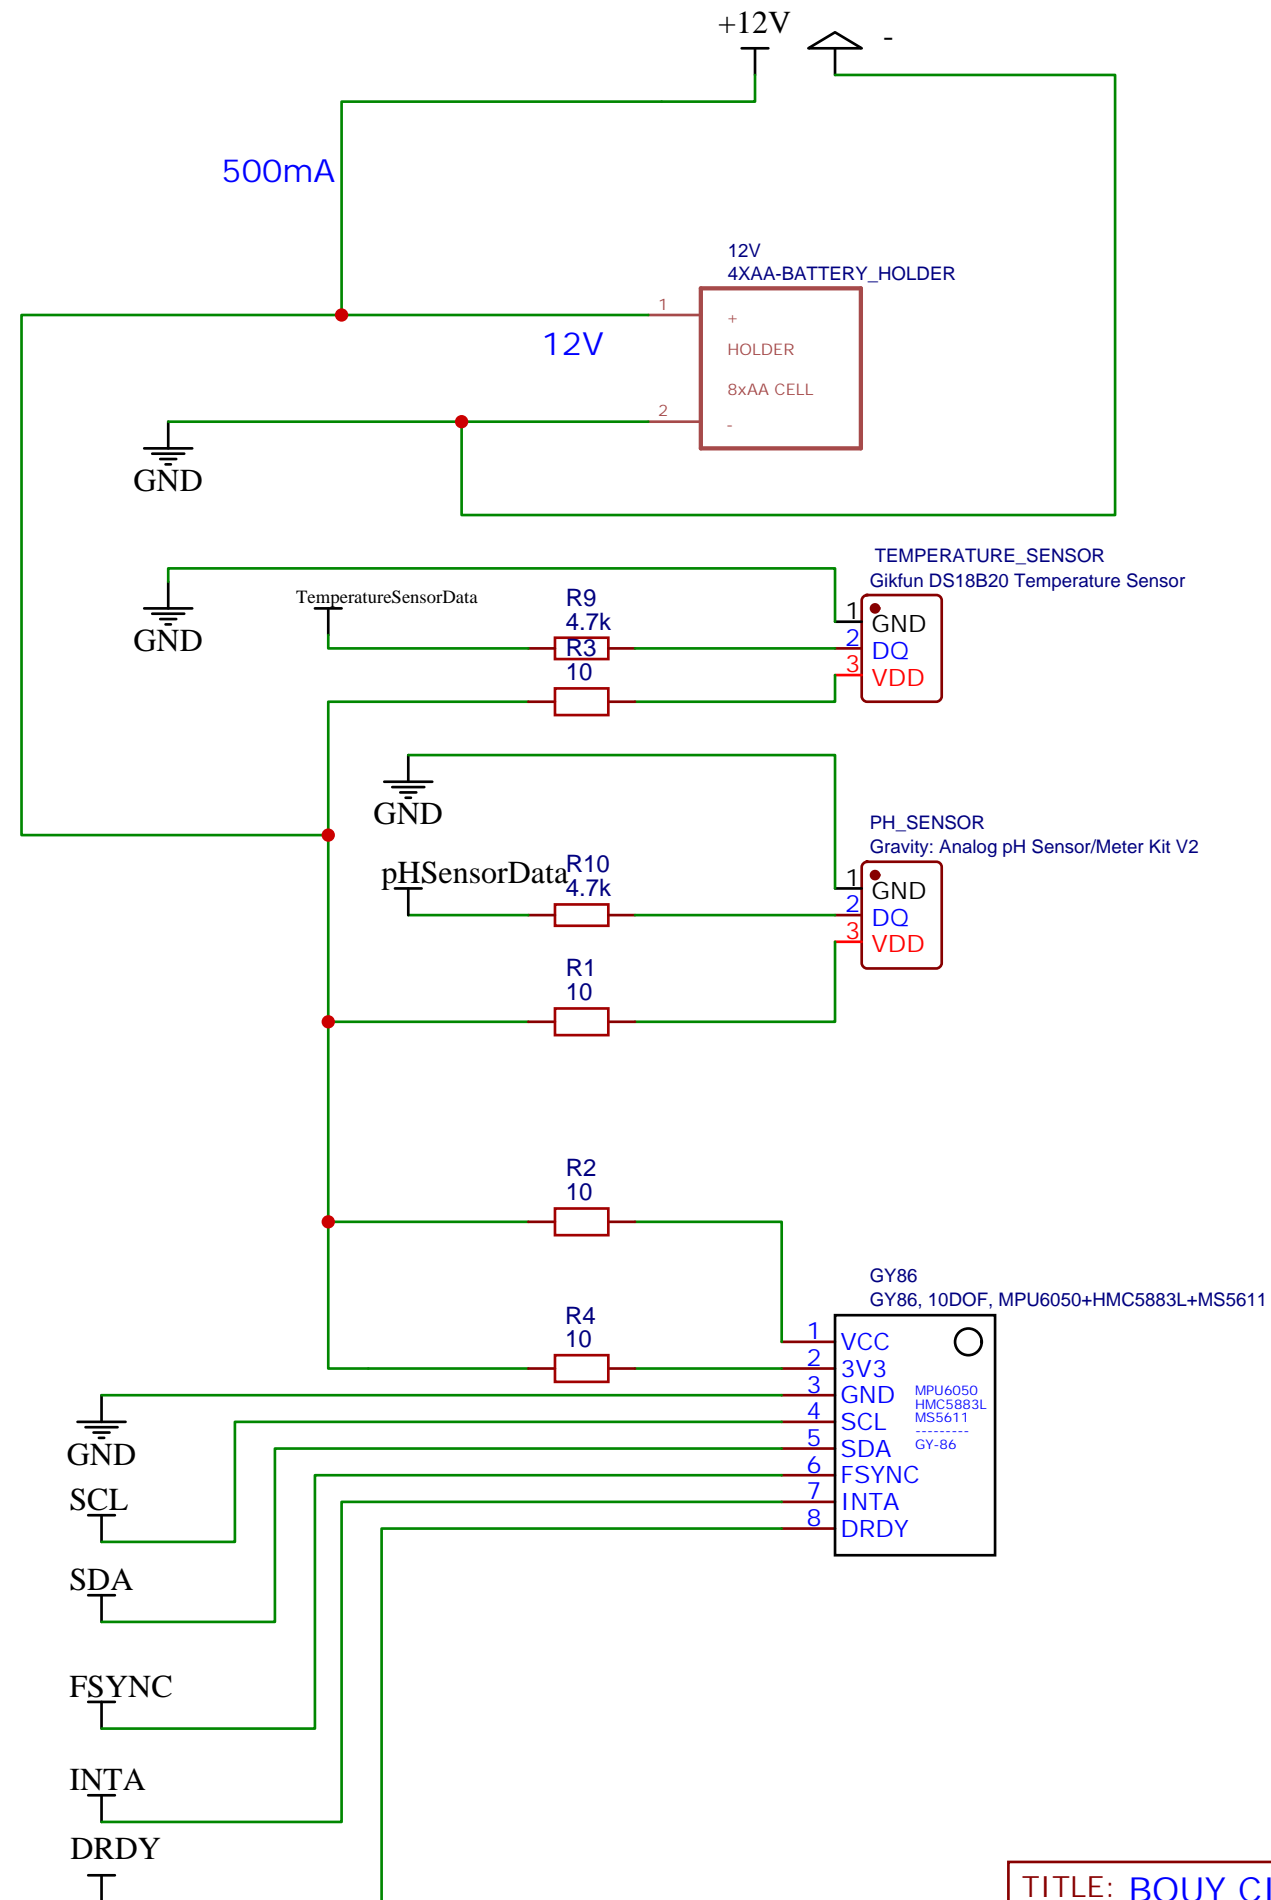 +12V
-
500mA
12V
4XAA-BATTERY_HOLDER
1
+
12V
HOLDER
8xAA CELL
2
-
GND
TEMPERATURE_SENSOR
Gikfun DS18B20 Temperature Sensor
TemperatureSensorData
R9
4.7k
1
GND
GND
2
DQ
R3
10
3
VDD
GND
PH_SENSOR
Gravity: Analog pH Sensor/Meter Kit V2
pHSensorData
R10
4.7k
1
GND
2
DQ
3
VDD
R1
10
R2
10
GY86
GY86, 10DOF, MPU6050+HMC5883L+MS5611
R4
10
1
VCC
2
3V3
3
GND
4
SCL
5
SDA
6
FSYNC
7
INTA
8
DRDY
MPU6050
HMC5883L
MS5611
---------
GY-86
GND
SCL
SDA
FSYNC
INTA
DRDY
TITLE: BOUY